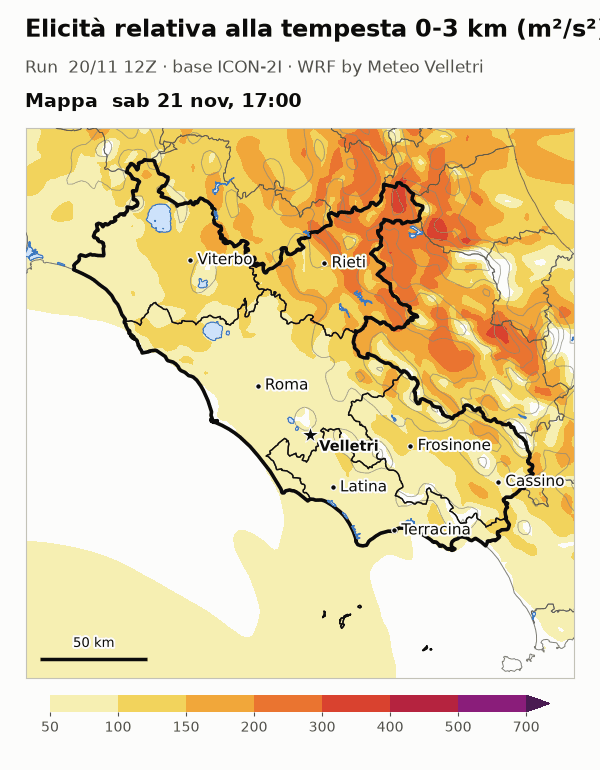 Elicità relativa alla tempesta 0-3 km (m²/s²)
Run 20/11 12Z · base ICON-2I · WRF by Meteo Velletri
Mappa sab 21 nov, 17:00
Viterbo
Rieti
Roma
Velletri
Frosinone
Cassino
Latina
Terracina
50 km
50 100 150 200 300 400 500 700